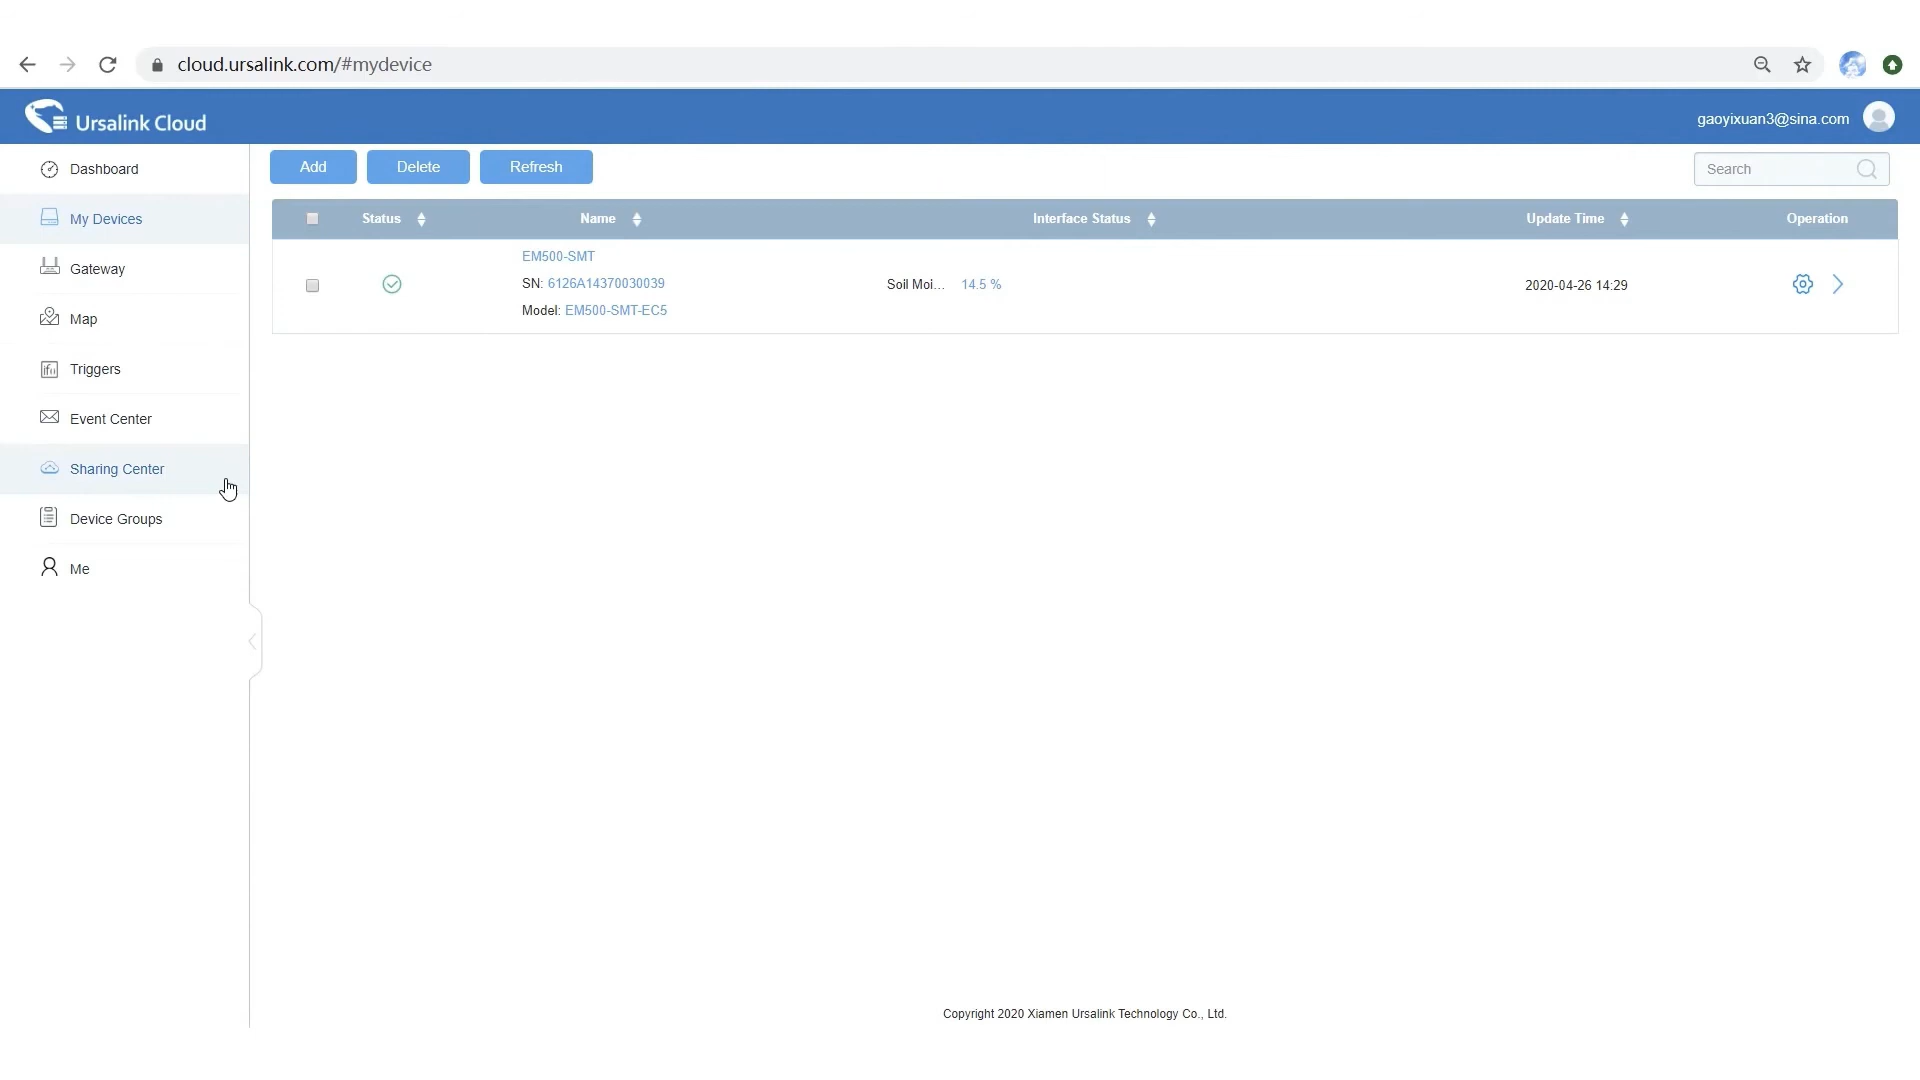 cloud.ursalink.com/#mydevice
Ursalink Cloud
gaoyixuan3@sina.com
Dashboard
My Devices
Gateway
Map
Triggers
Event Center
Sharing Center
Device Groups
Me
Add Delete Refresh
Search
Status Name Interface Status Update Time Operation
EM500-SMT
SN: 6126A14370030039
Model: EM500-SMT-EC5
Soil Moi... 14.5 %
2020-04-26 14:29
Copyright 2020 Xiamen Ursalink Technology Co., Ltd.